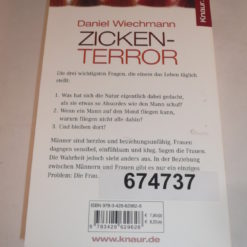 Knaur.
Daniel Wiechmann
ZICKEN-
TERROR
Die drei wichtigsten Fragen, die einem das Leben täglich
stellt:
1. Was hat sich die Natur eigentlich dabei gedacht,
als sie etwas so Absurdes wie den Mann schuf?
2. Wenn ein Mann auf den Mond fliegen kann,
warum fliegen nicht alle dahin?
3. Und bleiben dort?
Männer sind herzlos und beziehungsunfähig, Frauen
dagegen sensibel, einfühlsam und klug. Sagen die Frauen.
Die Wahrheit jedoch sieht anders aus. In der Beziehung
zwischen Männern und Frauen gibt es nur ein einziges
Problem: Die Frau.
674737
www.knaur.de